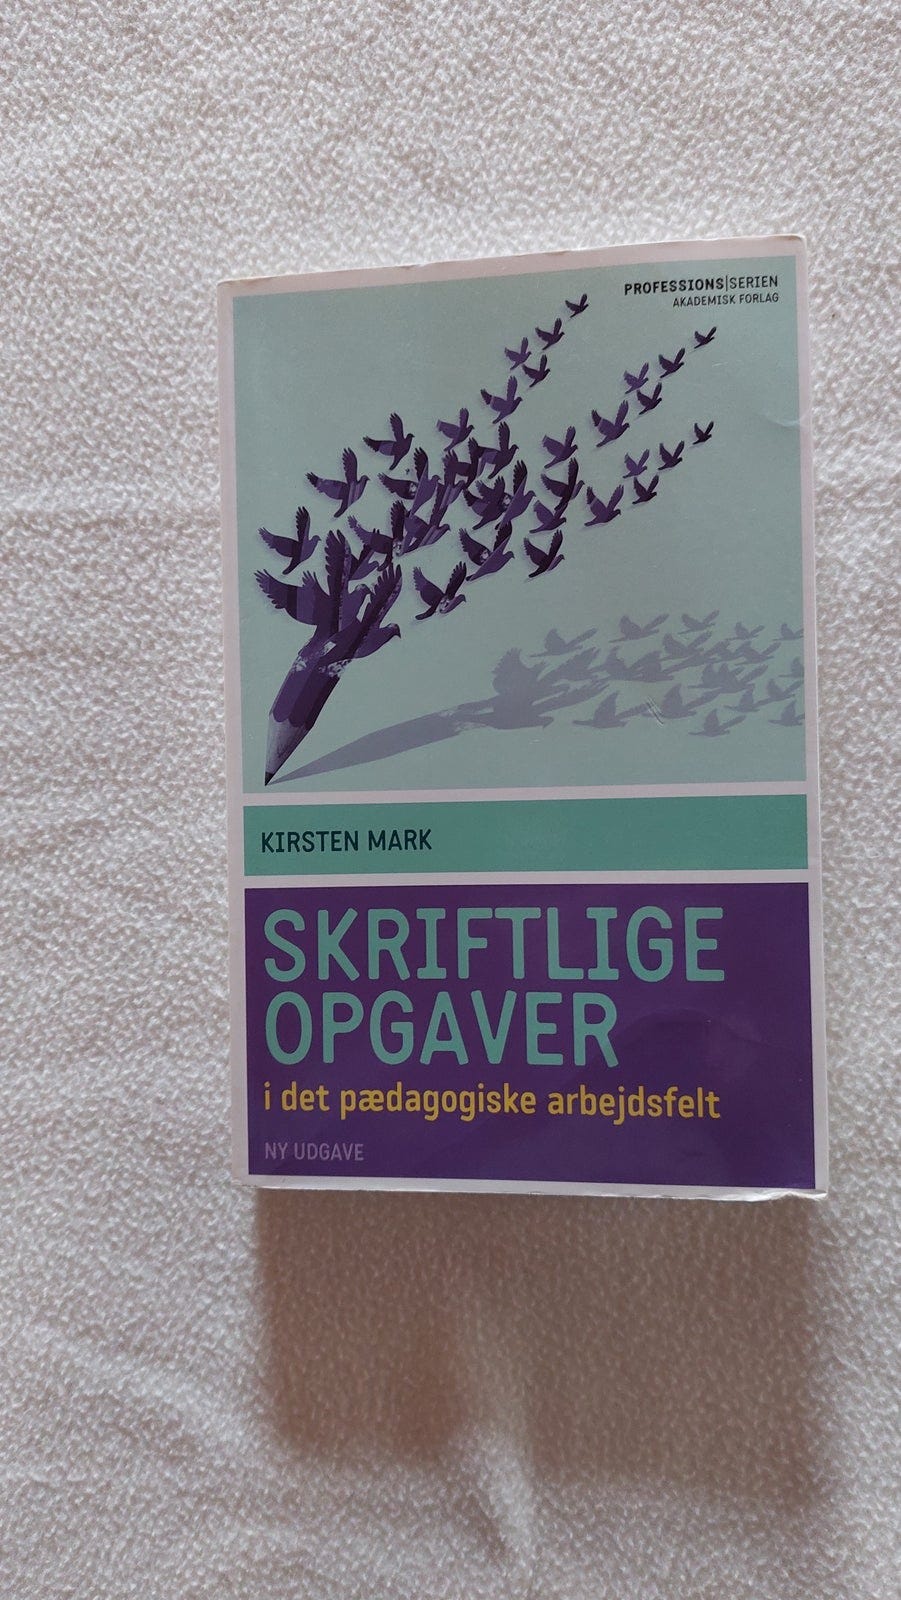 PROFESSIONS|SERIEN
AKADEMISK FORLAG
KIRSTEN MARK
SKRIFTLIGE
OPGAVER
i det pædagogiske arbejdsfelt
NY UDGAVE